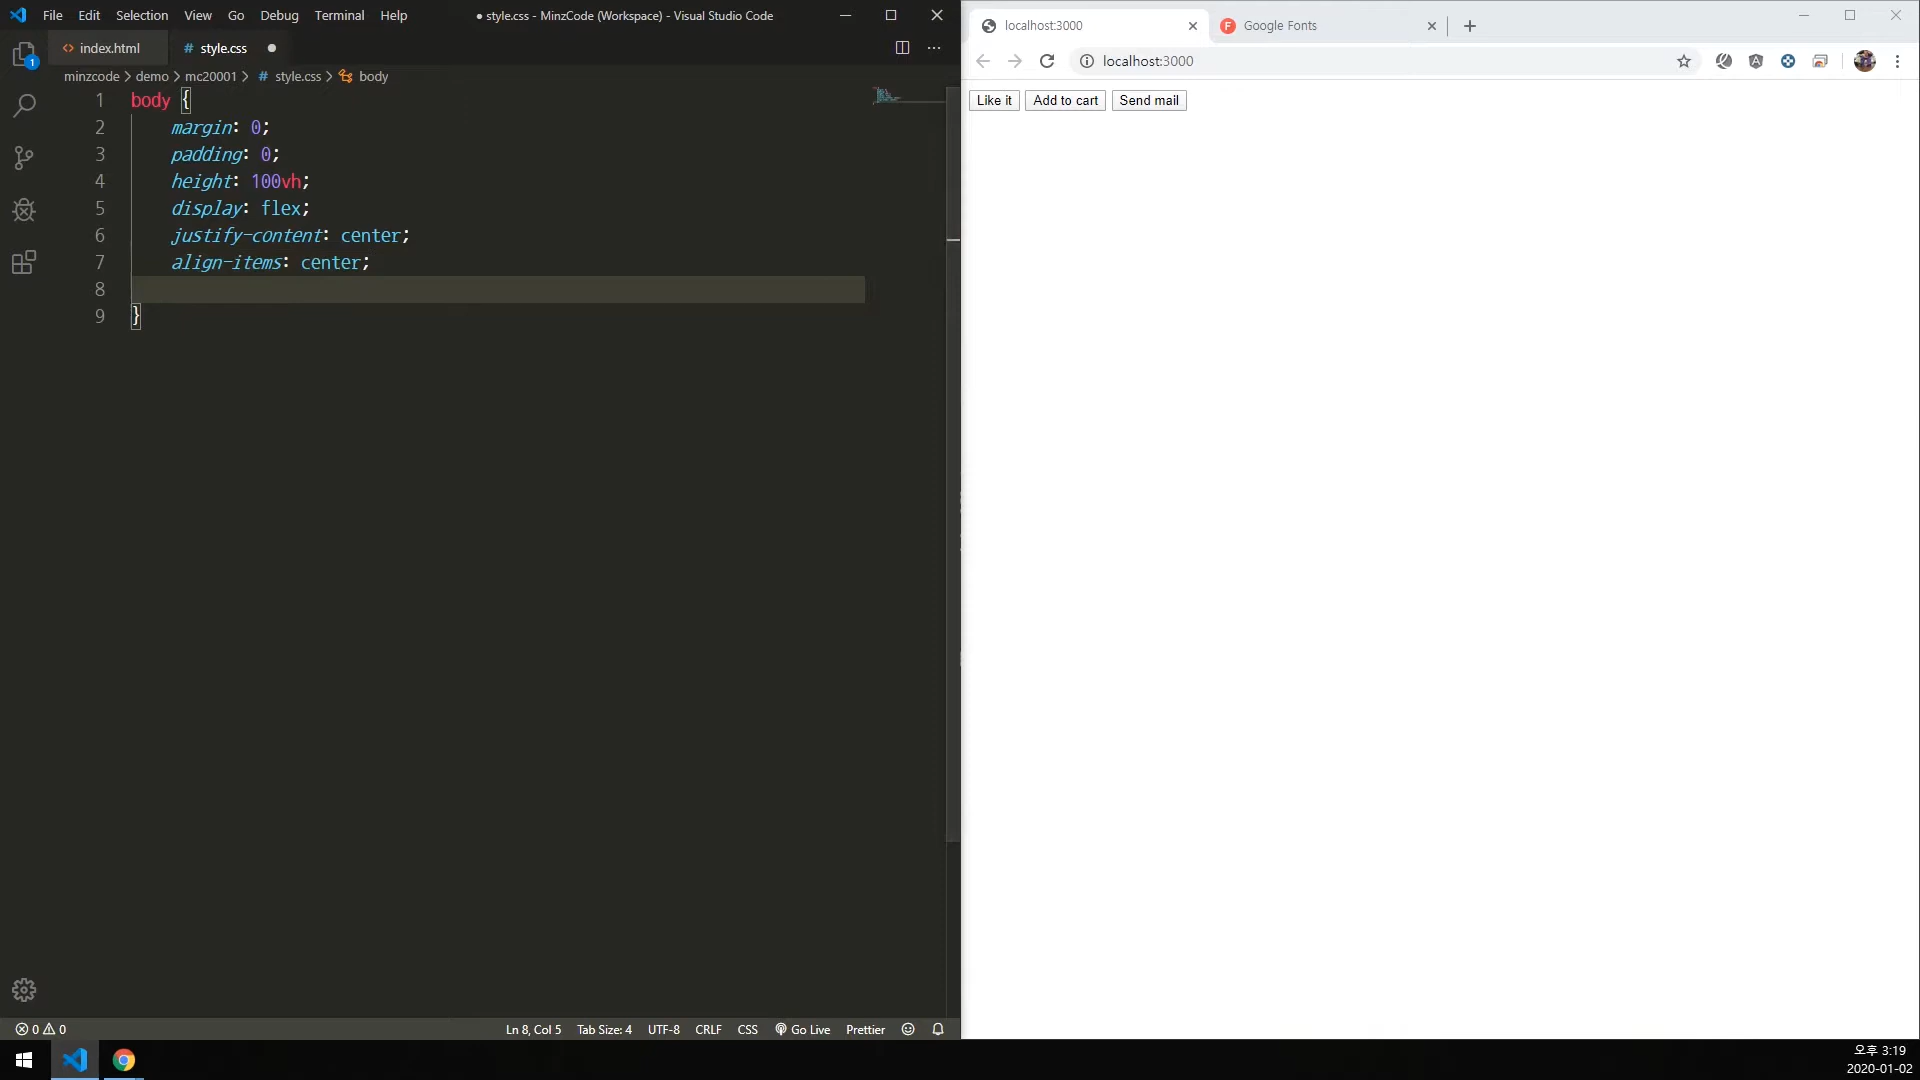 File Edit Selection View Go Debug Terminal Help ● style.css - MinzCode (Workspace) - Visual Studio Code
index.html # style.css
minzcode > demo > mc20001 > # style.css > body
1 body {
2 margin: 0;
3 padding: 0;
4 height: 100vh;
5 display: flex;
6 justify-content: center;
7 align-items: center;
8
9 }
1
0 0 Ln 8, Col 5 Tab Size: 4 UTF-8 CRLF CSS Go Live Prettier
localhost:3000 F Google Fonts
localhost:3000
Like it Add to cart Send mail
오후 3:19
2020-01-02